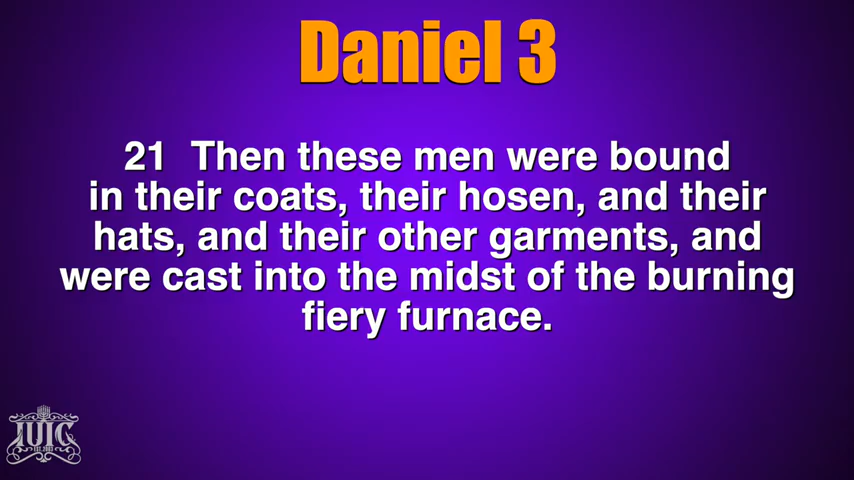 Daniel 3
21 Then these men were bound
in their coats, their hosen, and their
hats, and their other garments, and
were cast into the midst of the burning
fiery furnace.
IUIC